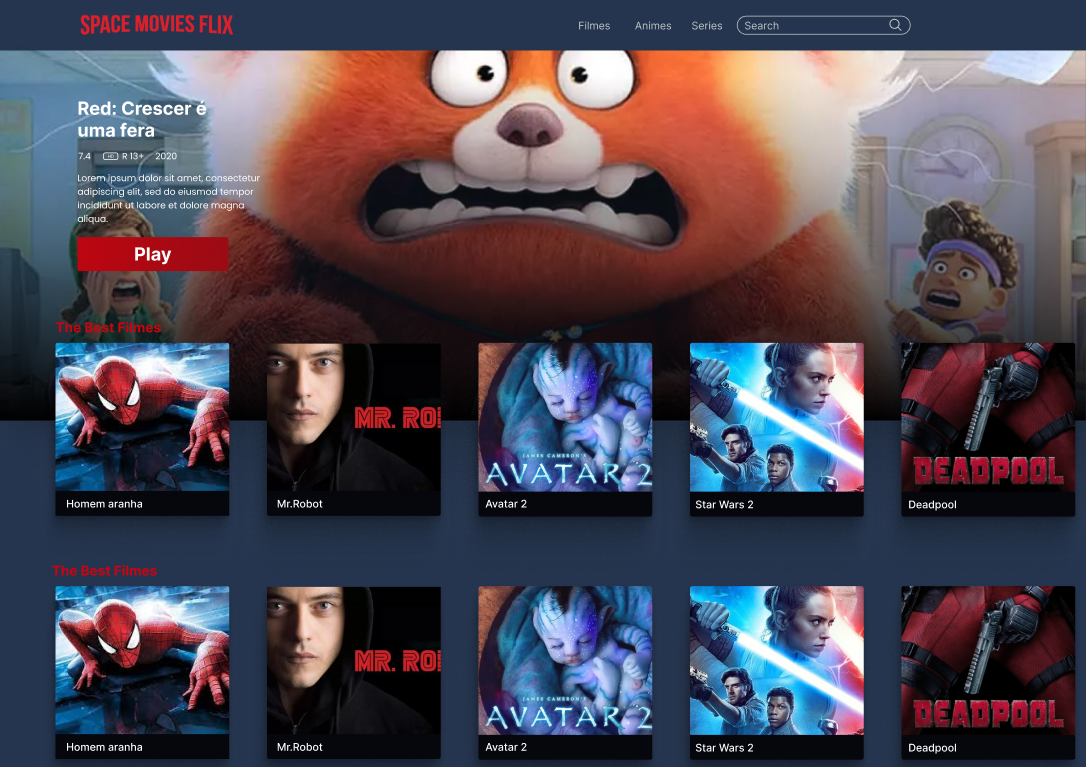 SPACE MOVIES FLIX
Filmes Animes Series Search
Red: Crescer é
uma fera
7.4 HD R 13+ 2020
Lorem ipsum dolor sit amet, consectetur
adipiscing elit, sed do eiusmod tempor
incididunt ut labore et dolore magna
aliqua.
Play
The Best Filmes
MR. RO
JAMES CAMERON'S
AVATAR 2
DEADPOOL
Homem aranha
Mr.Robot
Avatar 2
Star Wars 2
Deadpool
The Best Filmes
MR. RO
JAMES CAMERON'S
AVATAR 2
DEADPOOL
Homem aranha
Mr.Robot
Avatar 2
Star Wars 2
Deadpool